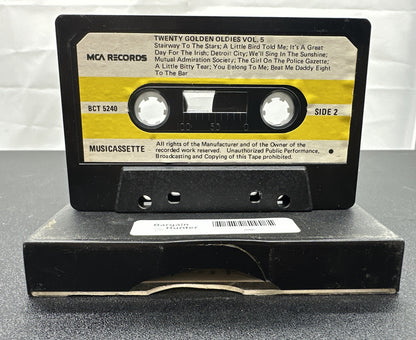 TWENTY GOLDEN OLDIES VOL. 5
MCA RECORDS
Stairway To The Stars; A Little Bird Told Me; It's A Great
Day For The Irish; Detroit City; We'll Sing In The Sunshine;
Mutual Admiration Society; The Girl On The Police Gazette;
A Little Bitty Tear; You Belong To Me; Beat Me Daddy Eight
To The Bar
BCT 5240
SIDE 2
50
MUSICASSETTE
All rights of the Manufacturer and of the Owner of the
recorded work reserved. Unauthorized Public Performance,
Broadcasting and Copying of this Tape prohibited.
Bargain
Hunter